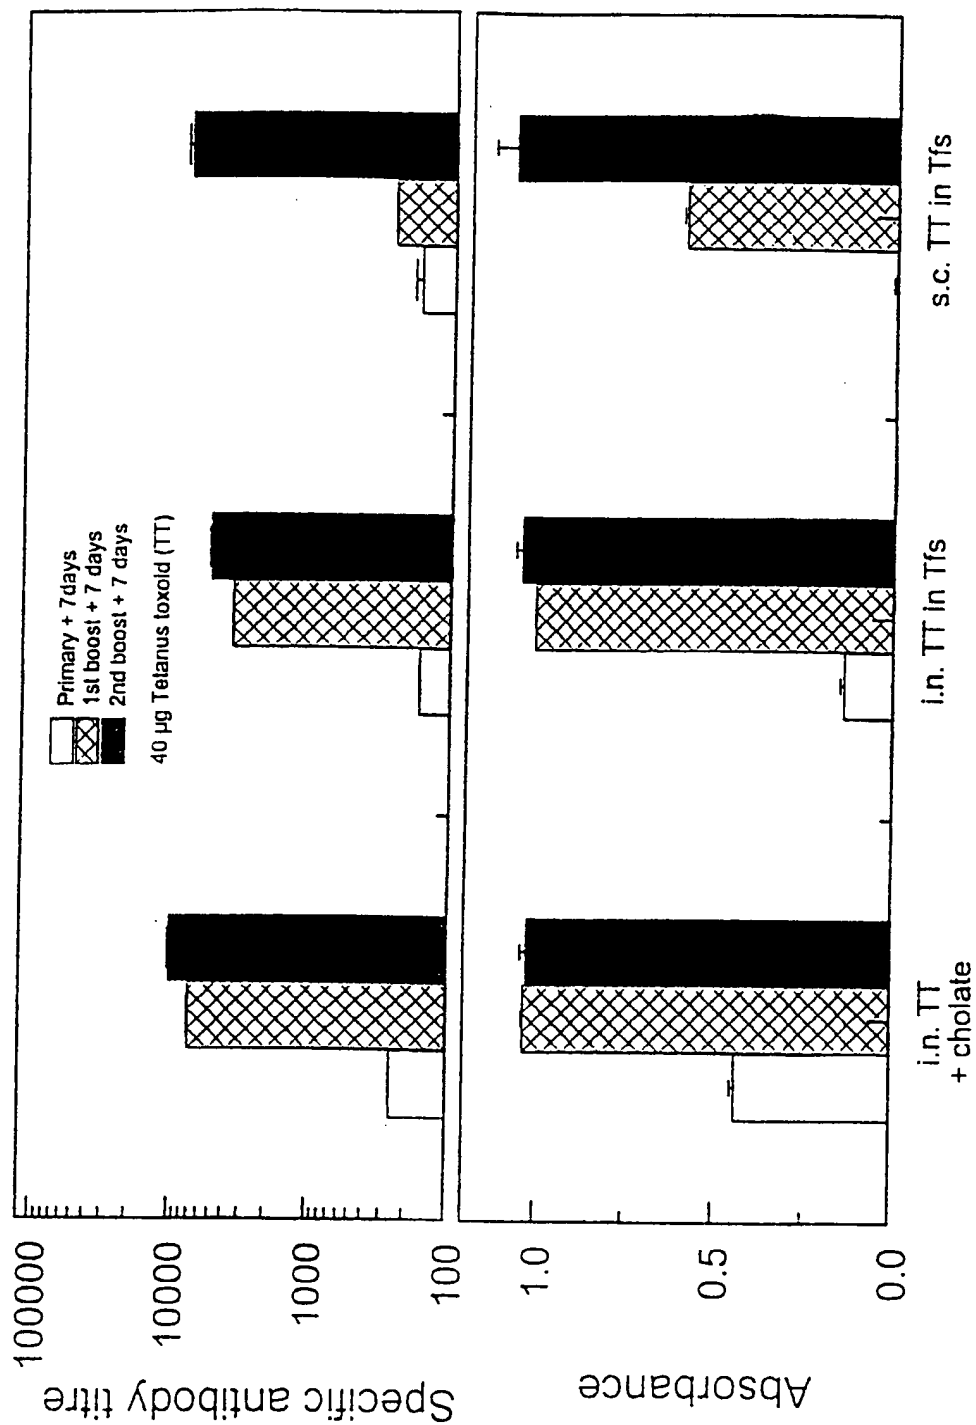 Specific antibody titre
100000
10000
1000
100
Primary + 7days
1st boost + 7 days
2nd boost + 7 days
40 µg Tetanus toxoid (TT)
Absorbance
1.0
0.5
0.0
i.n. TT
+ cholate
i.n. TT in Tfs
s.c. TT in Tfs